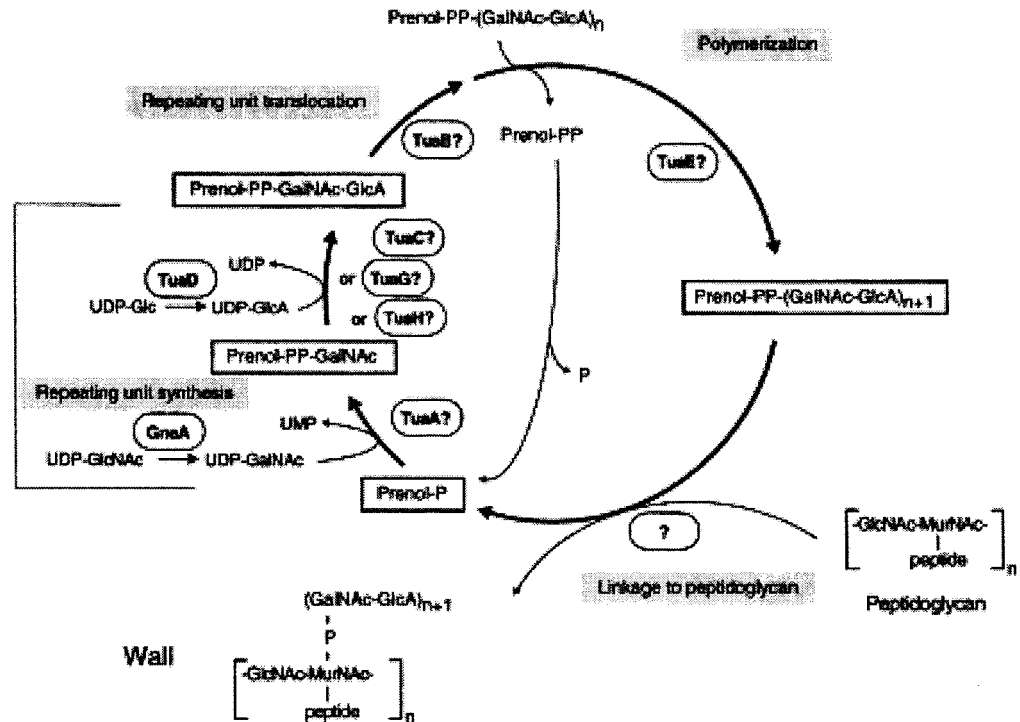 Prenol-PP-(GalNAc-GlcA)n
Polymerization
Repeating unit translocation
TuaB?
Prenol-PP
TuaE?
Prenol-PP-GalNAc-GlcA
TuaC?
UDP
TuaD
or TuaG?
UDP-Glc UDP-GlcA
or TuaH?
Prenol-PP-(GalNAc-GlcA)n+1
Prenol-PP-GalNAc
P
Repeating unit synthesis
GneA
UMP
TuaA?
UDP-GlcNAc UDP-GalNAc
Prenol-P
?
-GlcNAc-MurNAc-
peptide
n
Linkage to peptidoglycan
Peptidoglycan
(GalNAc-GlcA)n+1
P
Wall
-GlcNAc-MurNAc-
peptide
n